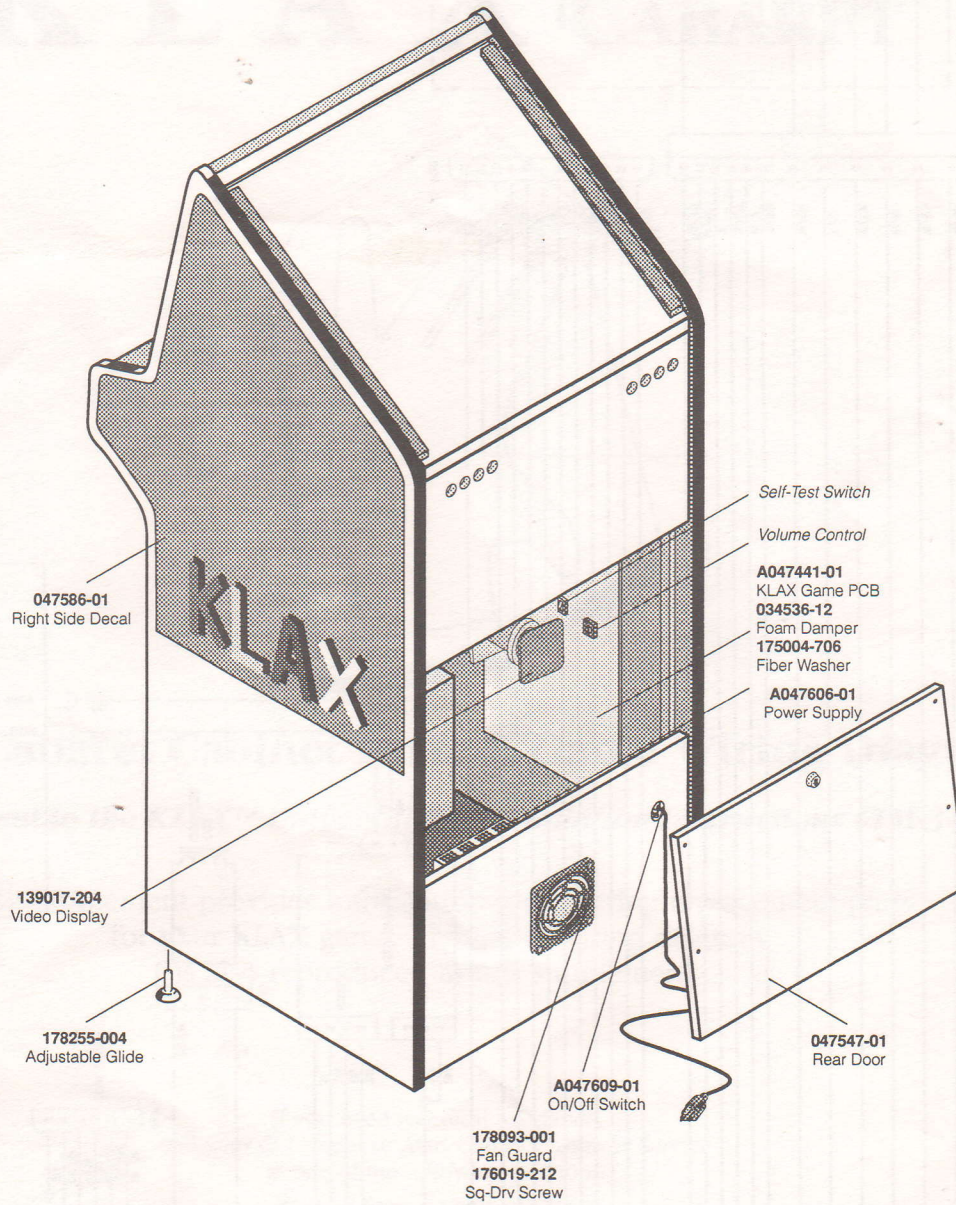 KLAX
Self-Test Switch
Volume Control
A047441-01
KLAX Game PCB
034536-12
Foam Damper
175004-706
Fiber Washer
A047606-01
Power Supply
047586-01
Right Side Decal
139017-204
Video Display
178255-004
Adjustable Glide
047547-01
Rear Door
A047609-01
On/Off Switch
178093-001
Fan Guard
176019-212
Sq-Drv Screw